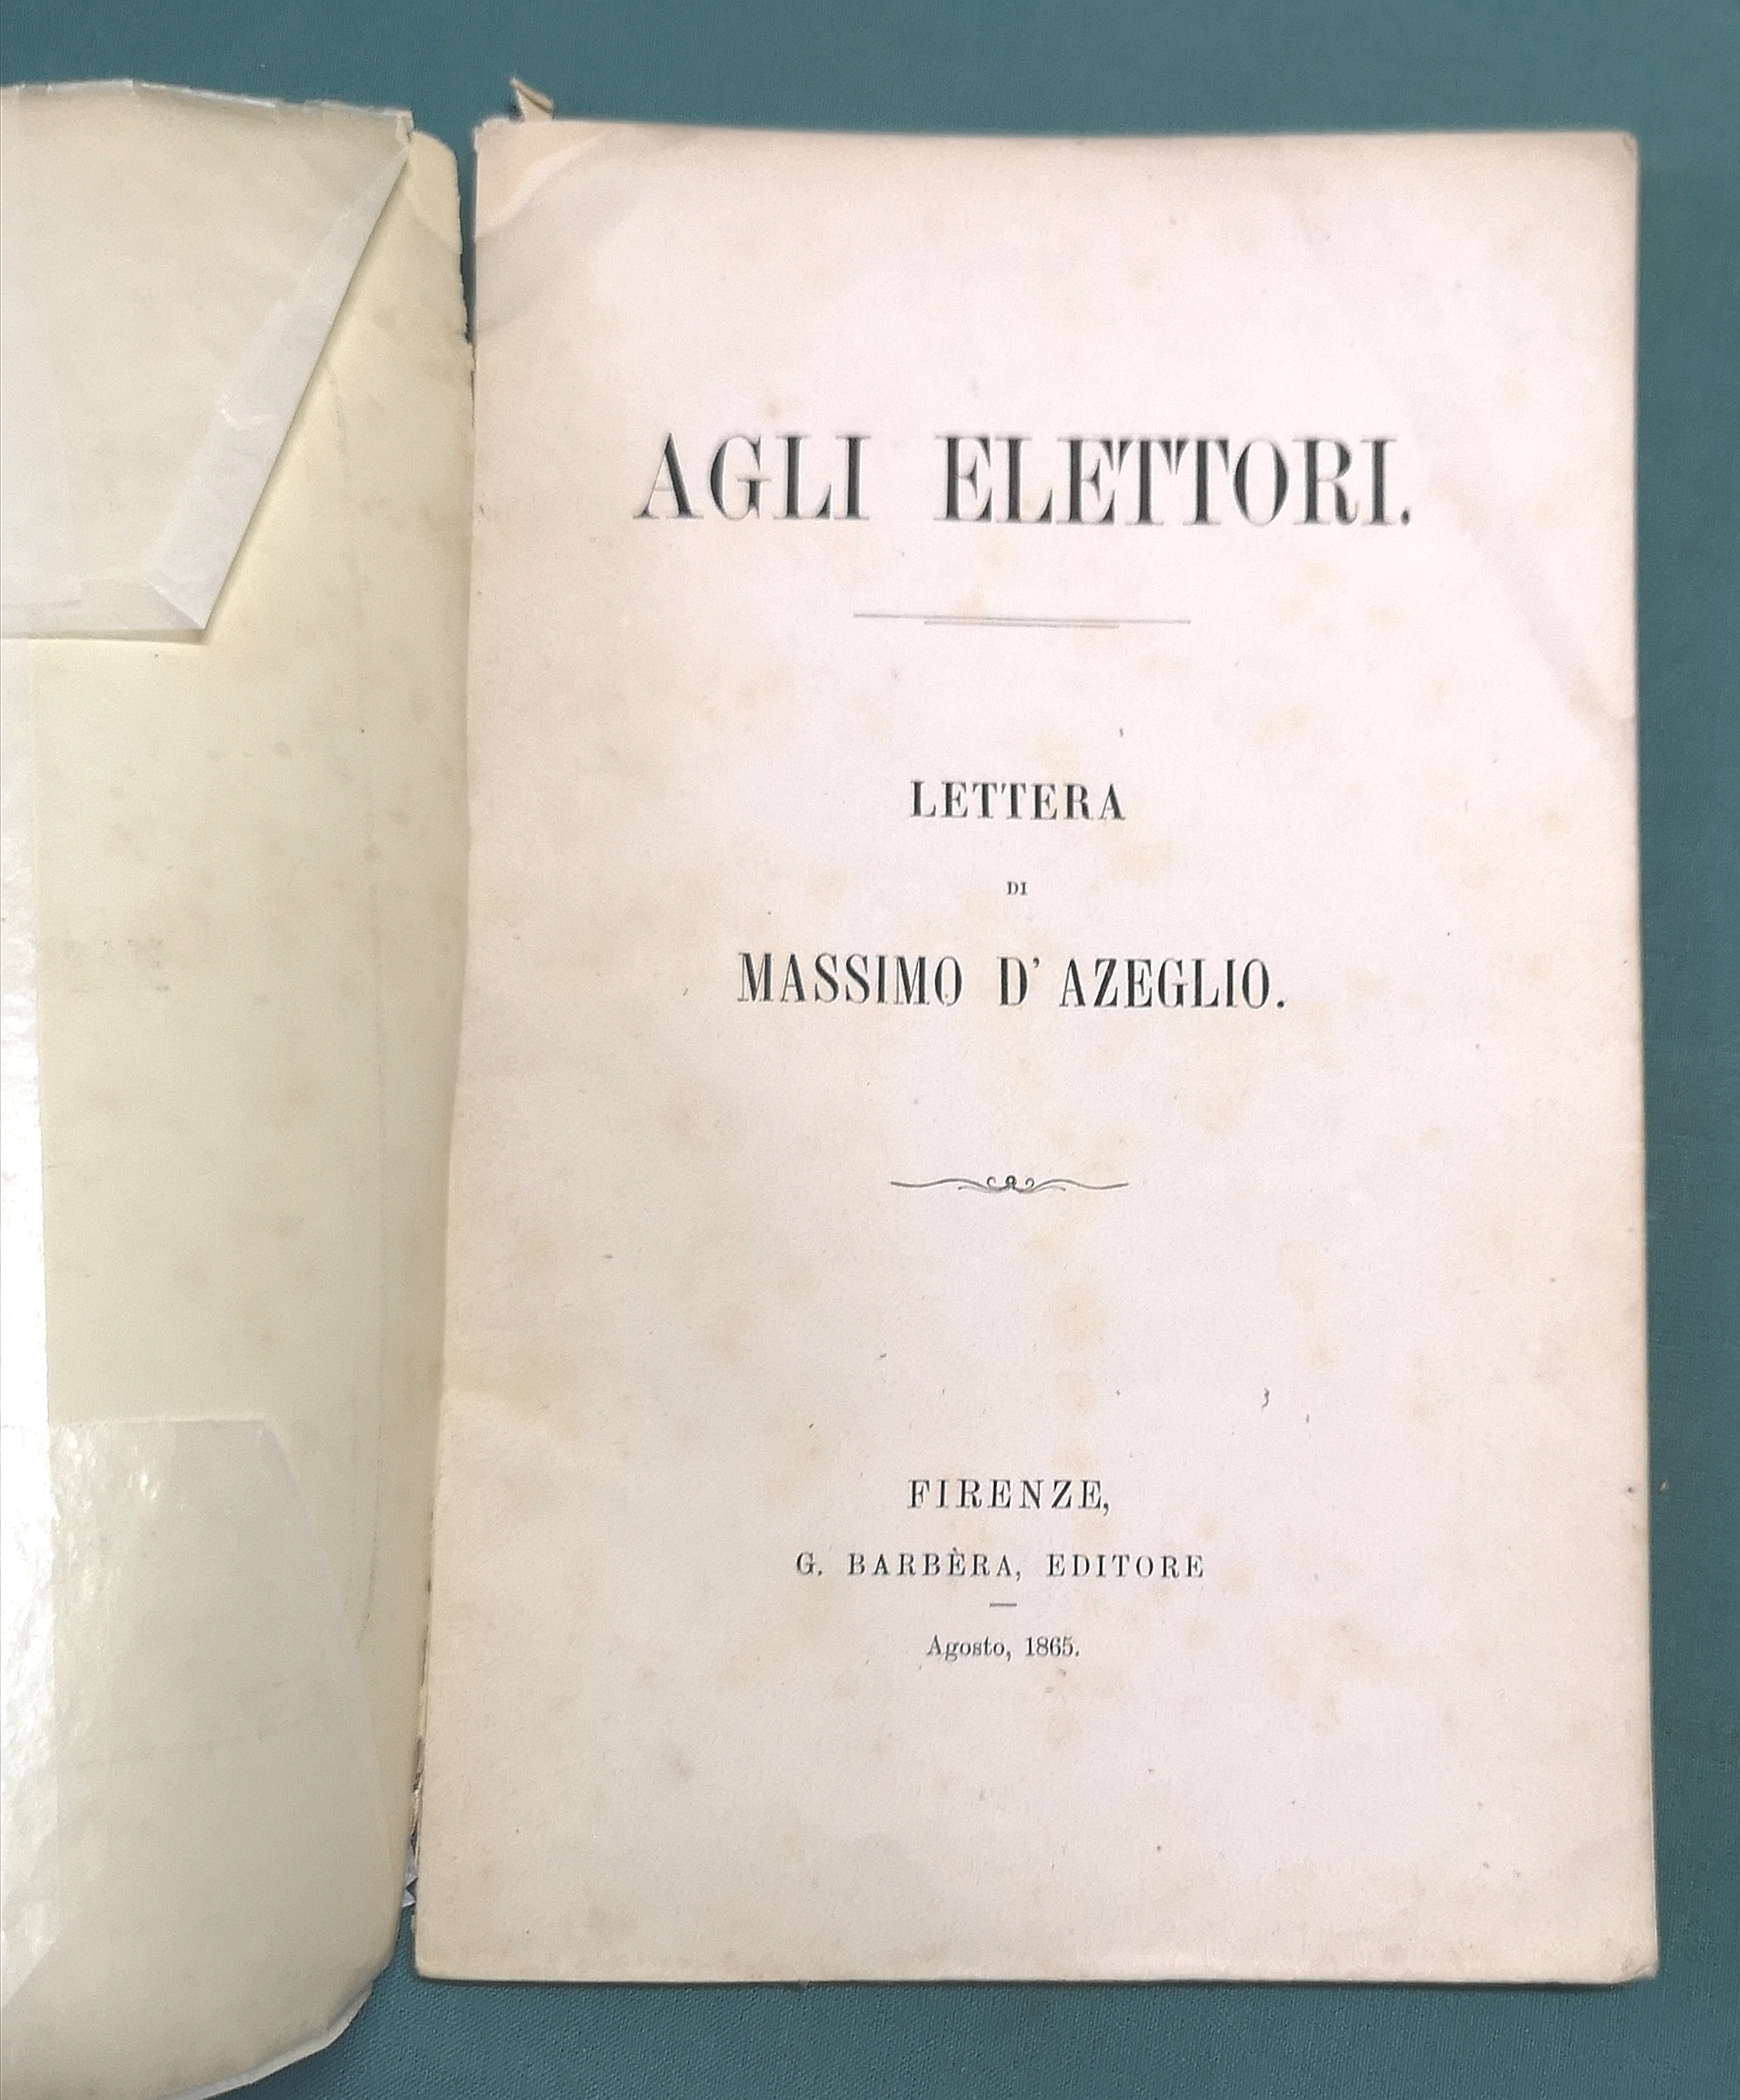 AGLI ELETTORI.
LETTERA
DI
MASSIMO D' AZEGLIO.
FIRENZE,
G. BARBÈRA, EDITORE
Agosto, 1865.